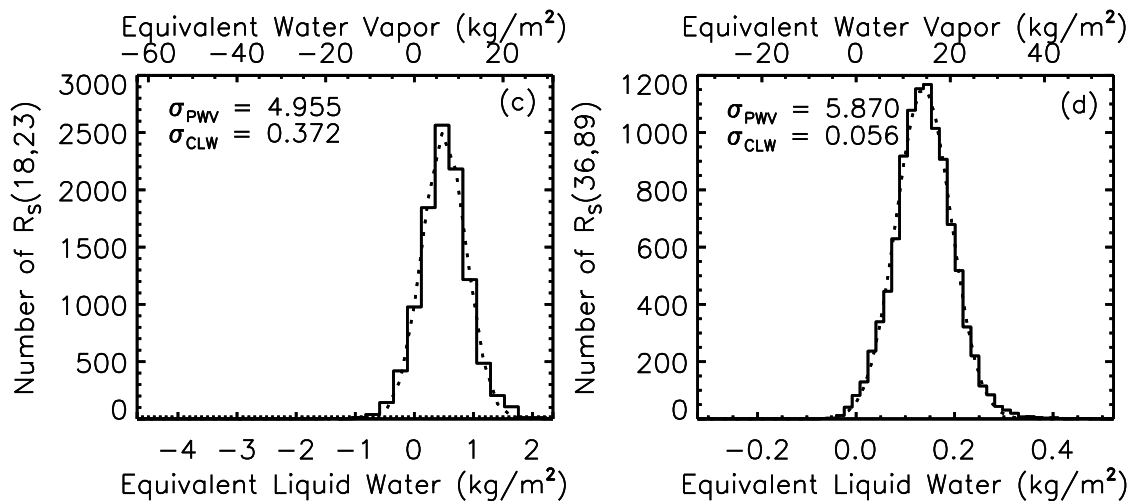 Equivalent Water Vapor (kg/m²)
−60 −40 −20 0 20
3000
2500
2000
1500
1000
500
0
Number of Rₛ(18,23)
σPWV = 4.955
σCLW = 0.372
(c)
−4 −3 −2 −1 0 1 2
Equivalent Liquid Water (kg/m²)
Equivalent Water Vapor (kg/m²)
−20 0 20 40
1200
1000
800
600
400
200
0
Number of Rₛ(36,89)
σPWV = 5.870
σCLW = 0.056
(d)
−0.2 0.0 0.2 0.4
Equivalent Liquid Water (kg/m²)